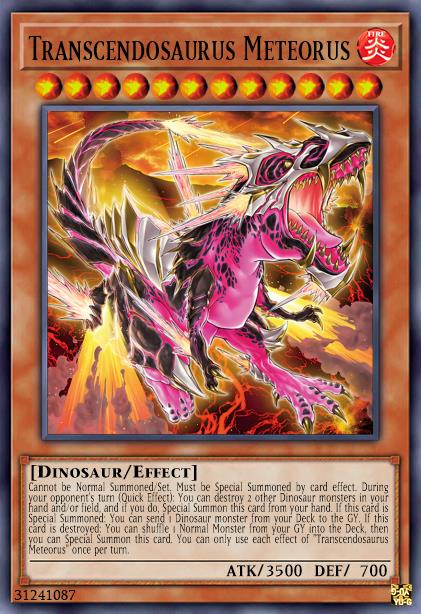 Transcendosaurus Meteorus
FIRE
炎
[Dinosaur/Effect]
Cannot be Normal Summoned/Set. Must be Special Summoned by card effect. During
your opponent's turn (Quick Effect): You can destroy 2 other Dinosaur monsters in your
hand and/or field, and if you do, Special Summon this card from your hand. If this card is
Special Summoned: You can send 1 Dinosaur monster from your Deck to the GY. If this
card is destroyed: You can shuffle 1 Normal Monster from your GY into the Deck, then
you can Special Summon this card. You can only use each effect of "Transcendosaurus
Meteorus" once per turn.
ATK/3500 DEF/ 700
31241087